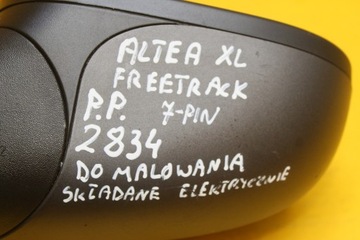 ALTEA XL
FREETRACK
P.P. 7-PIN
2834
DO MALOWANIA
SKŁADANE ELEKTRYCZNIE